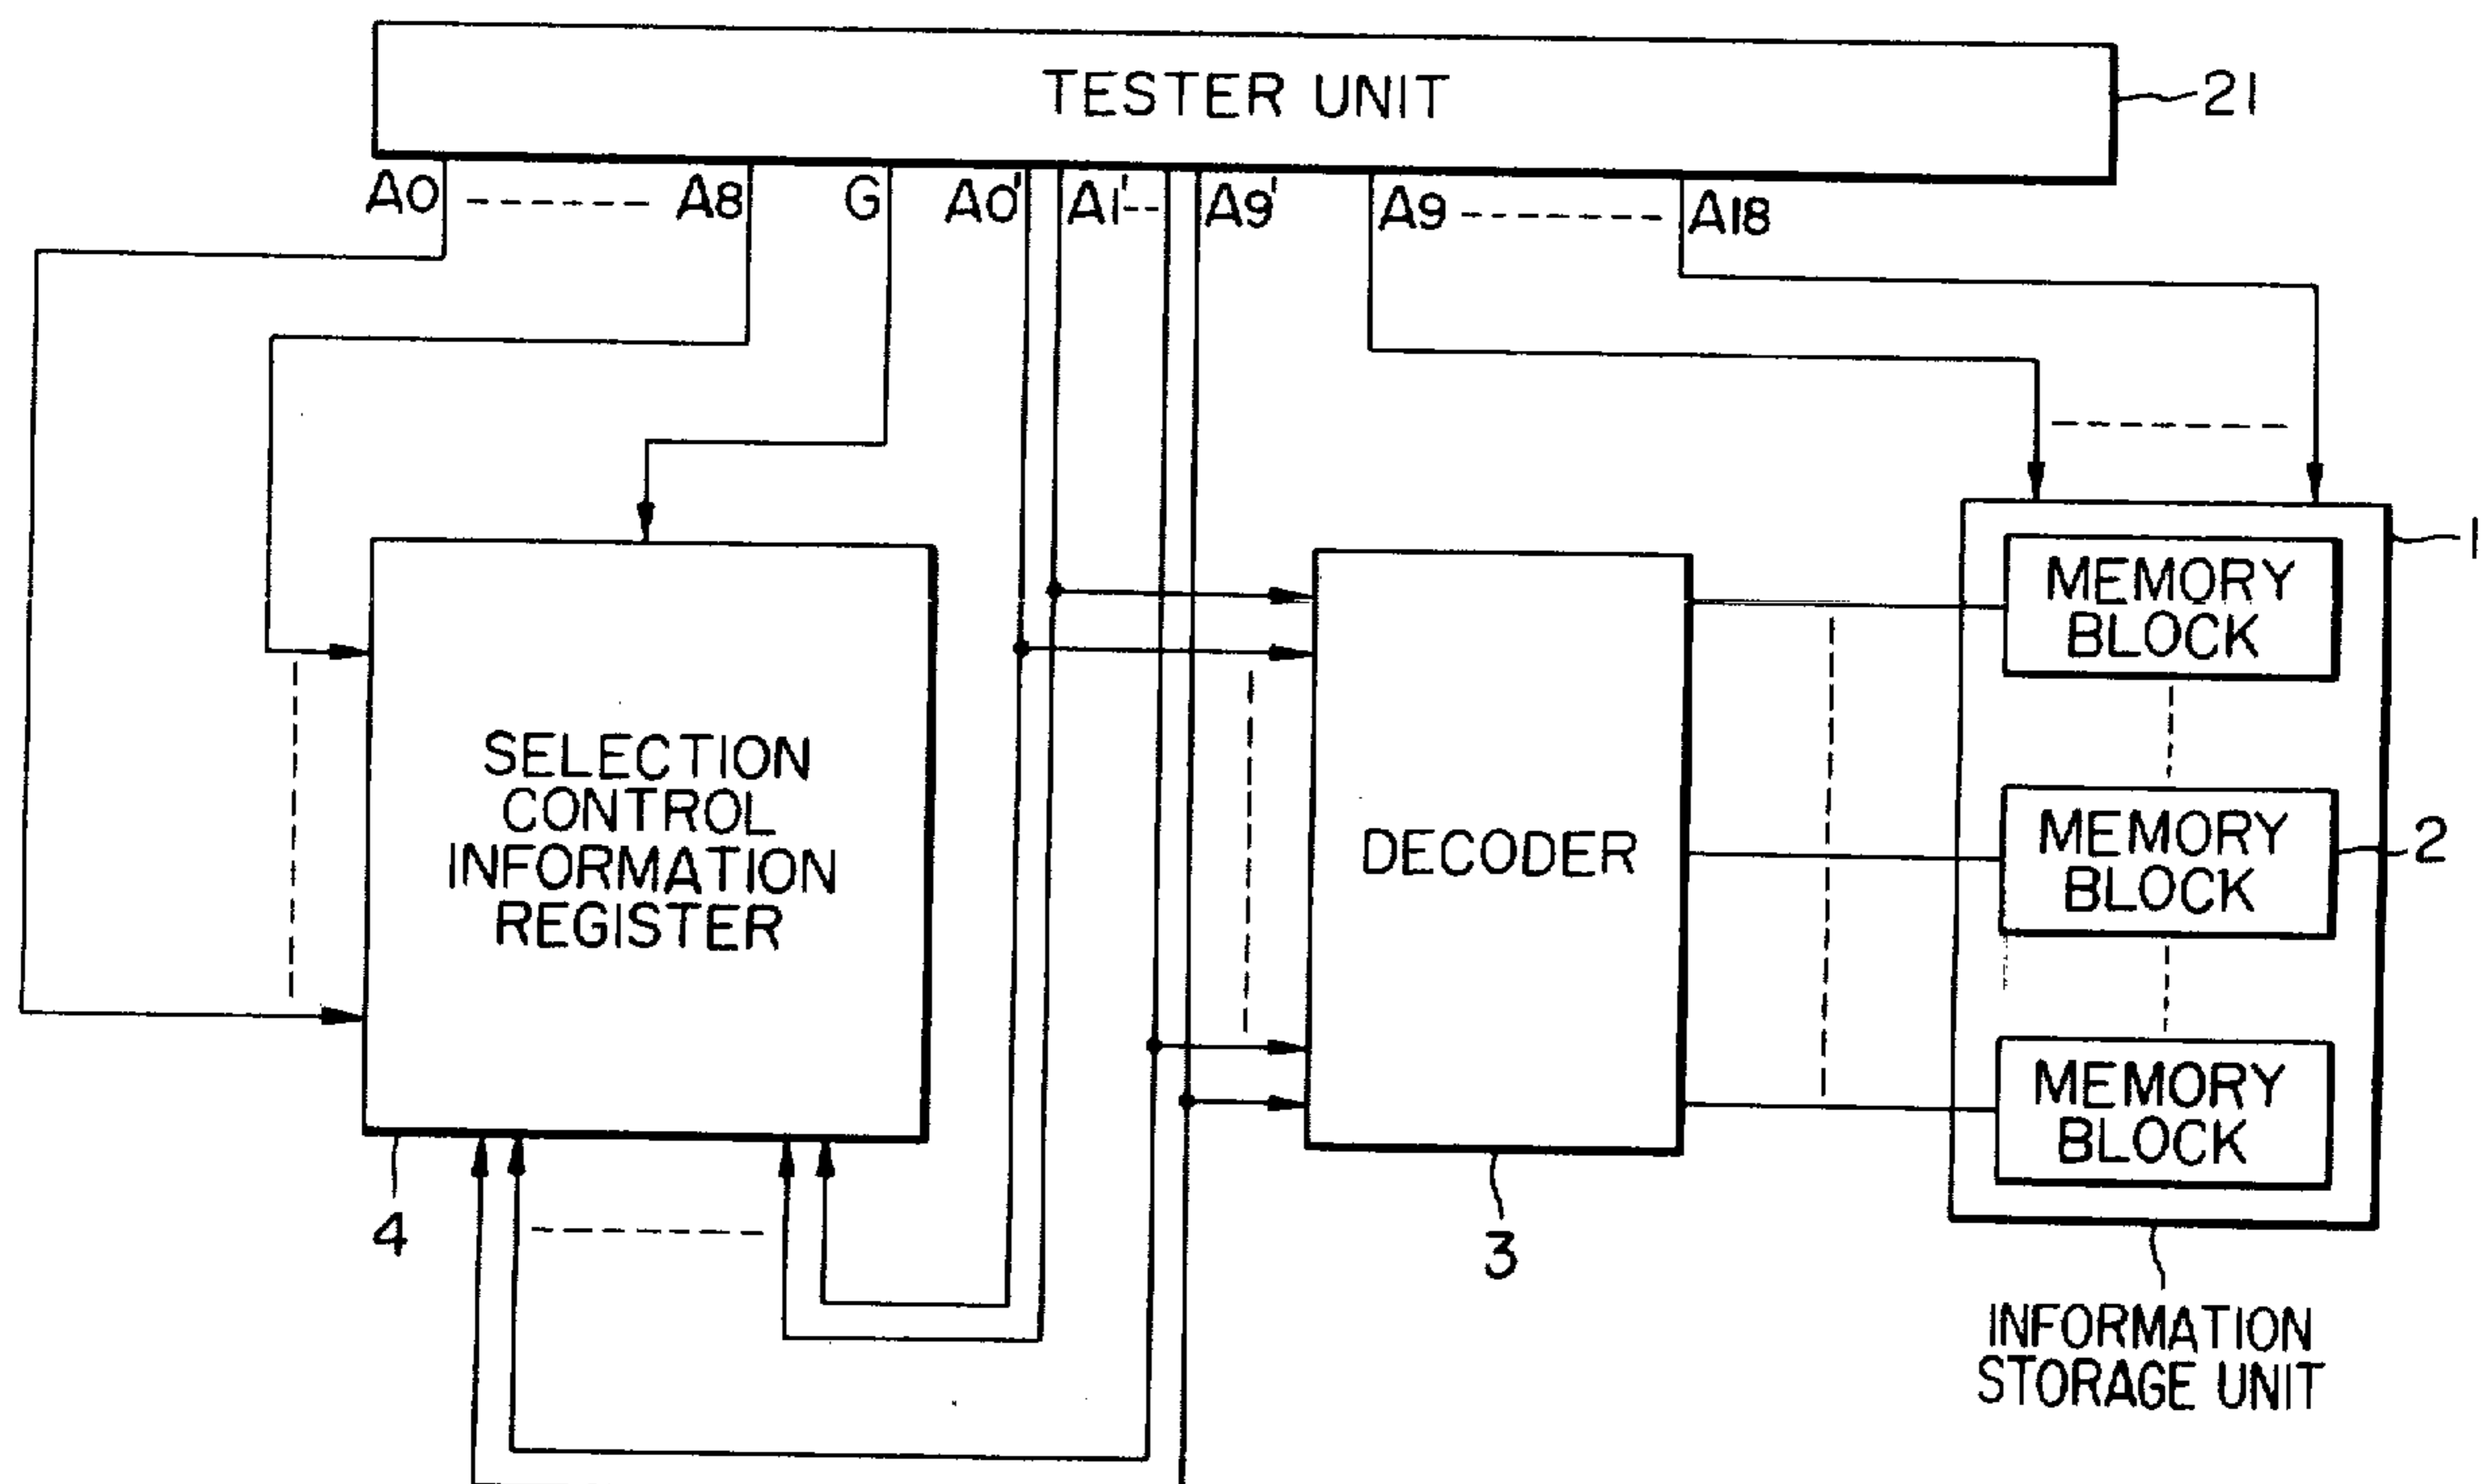 TESTER UNIT
21
A0 A8 G A0' A1' A9' A9 A18
1
MEMORY
BLOCK
SELECTION
CONTROL
INFORMATION
REGISTER
DECODER
MEMORY
BLOCK
2
MEMORY
BLOCK
4
3
INFORMATION
STORAGE UNIT